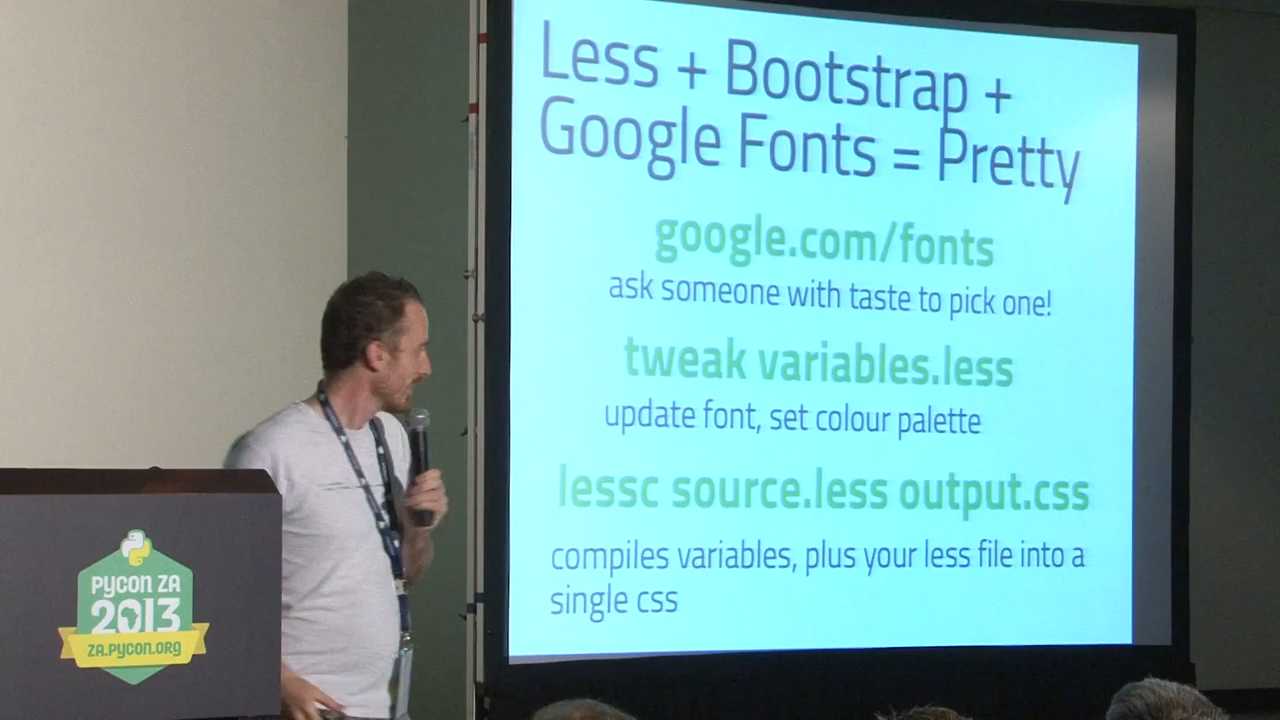 Less + Bootstrap +
Google Fonts = Pretty
google.com/fonts
ask someone with taste to pick one!
tweak variables.less
update font, set colour palette
lessc source.less output.css
compiles variables, plus your less file into a
single css
PYCON ZA
2013
ZA.PYCON.ORG